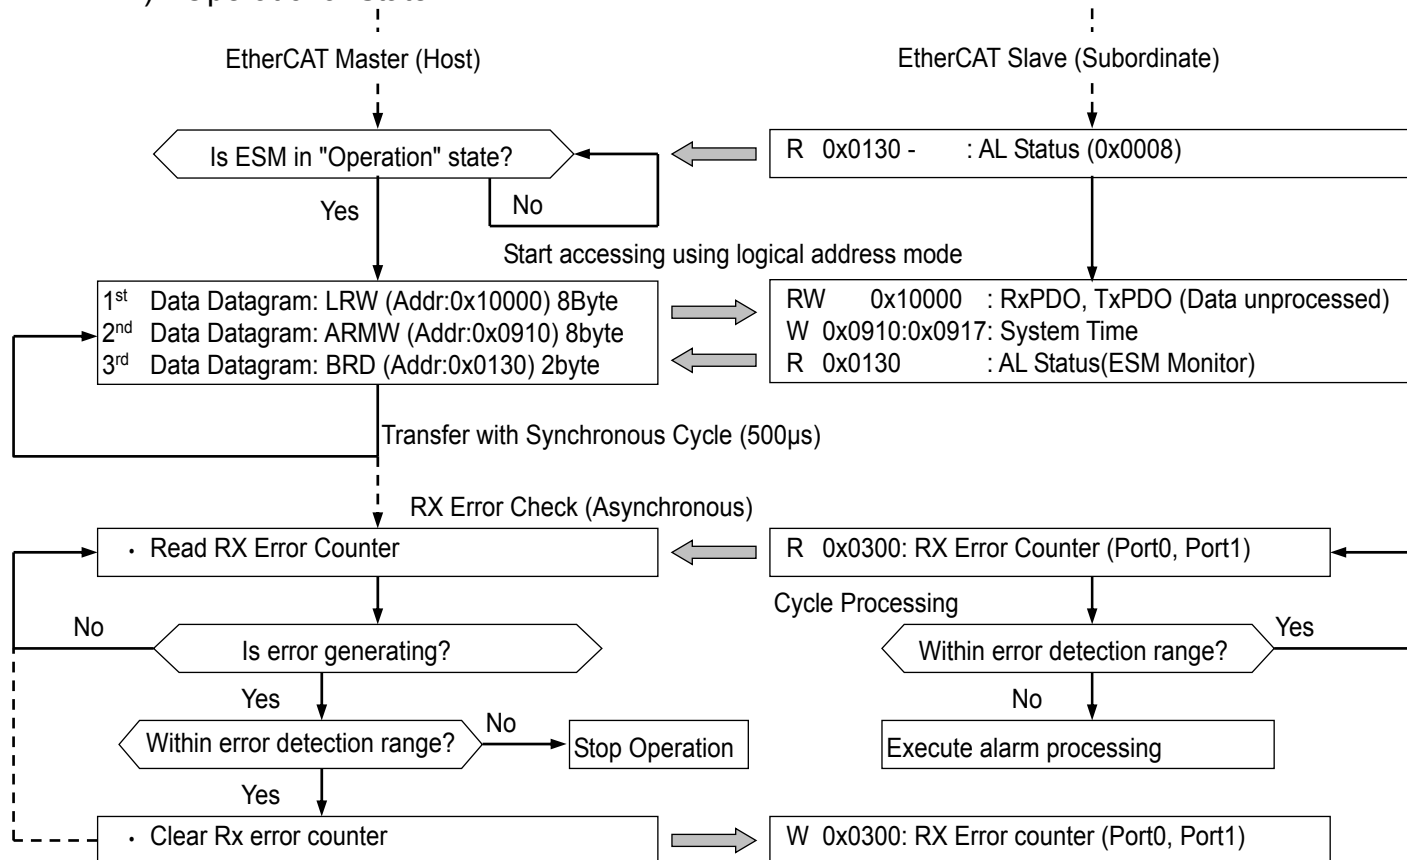 EtherCAT Master (Host)
EtherCAT Slave (Subordinate)
Is ESM in "Operation" state?
R 0x0130 - : AL Status (0x0008)
Yes
No
Start accessing using logical address mode
1st Data Datagram: LRW (Addr:0x10000) 8Byte
2nd Data Datagram: ARMW (Addr:0x0910) 8byte
3rd Data Datagram: BRD (Addr:0x0130) 2byte
RW 0x10000 : RxPDO, TxPDO (Data unprocessed)
W 0x0910:0x0917: System Time
R 0x0130 : AL Status(ESM Monitor)
Transfer with Synchronous Cycle (500µs)
RX Error Check (Asynchronous)
・ Read RX Error Counter
R 0x0300: RX Error Counter (Port0, Port1)
Cycle Processing
No
Is error generating?
Within error detection range?
Yes
Yes
No
Within error detection range?
No
Stop Operation
Execute alarm processing
Yes
・ Clear Rx error counter
W 0x0300: RX Error counter (Port0, Port1)